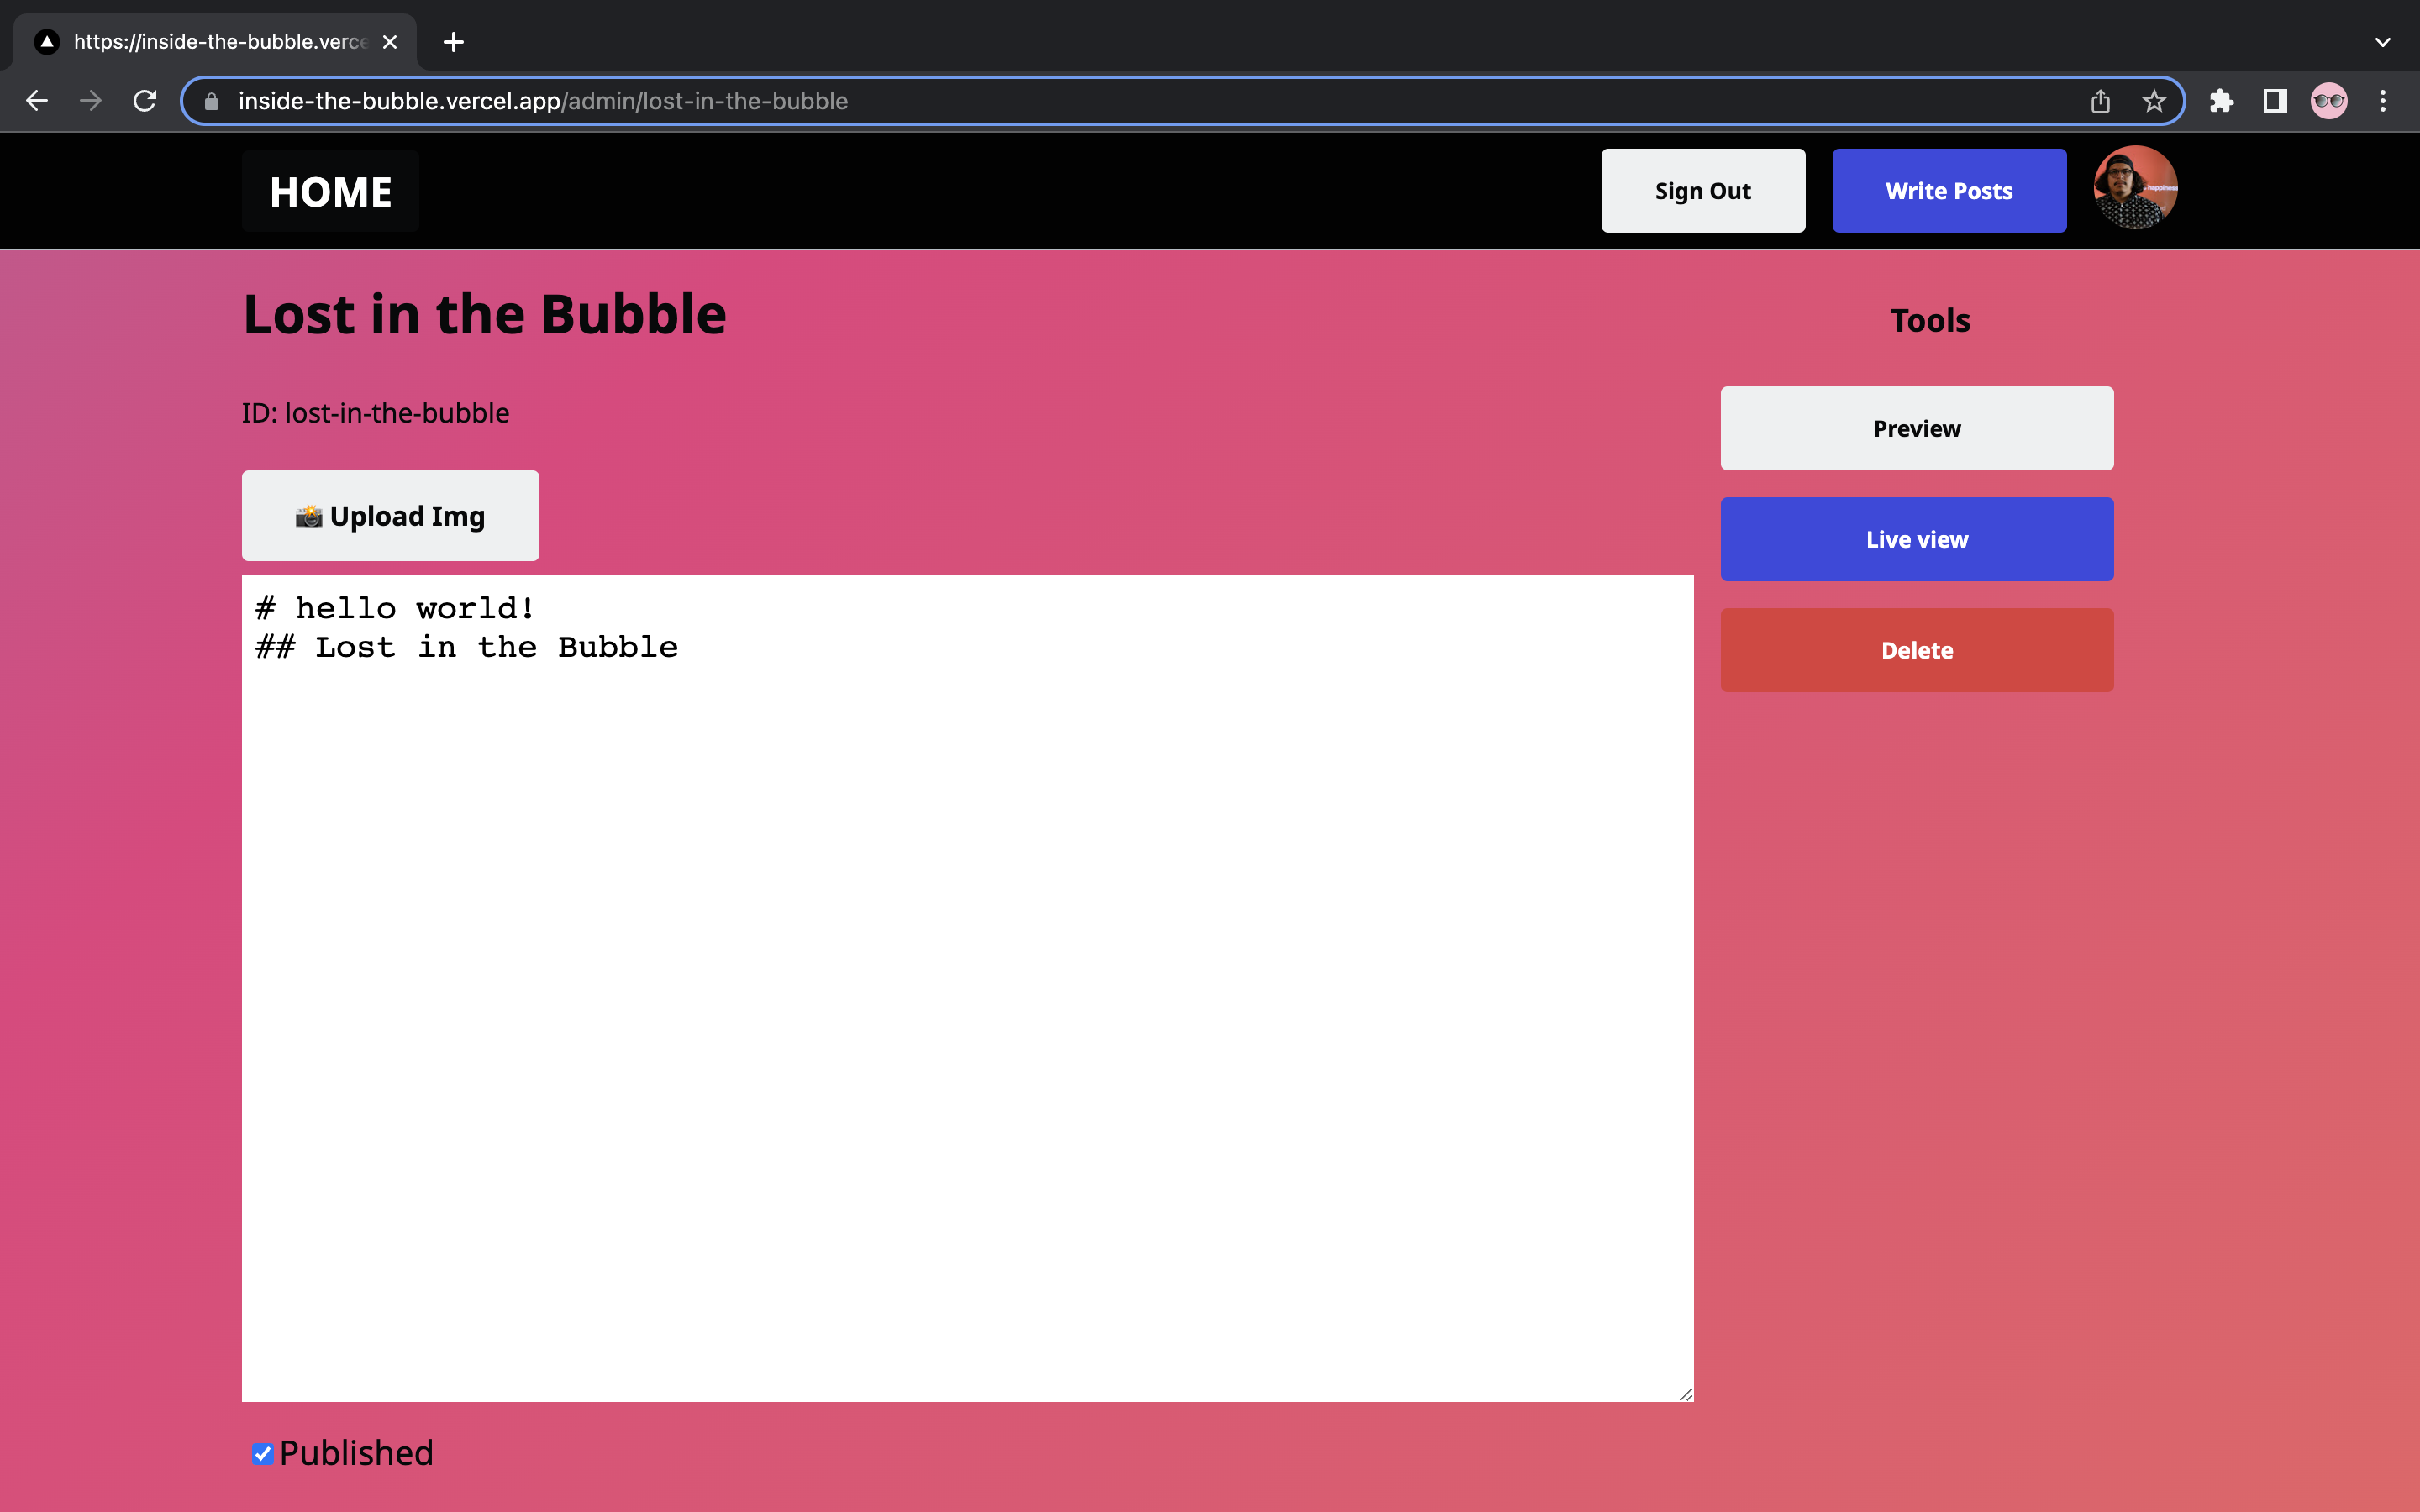 https://inside-the-bubble.verce
inside-the-bubble.vercel.app/admin/lost-in-the-bubble
HOME
Sign Out
Write Posts
happiness
Lost in the Bubble
Tools
ID: lost-in-the-bubble
Preview
Upload Img
Live view
# hello world!
## Lost in the Bubble
Delete
Published